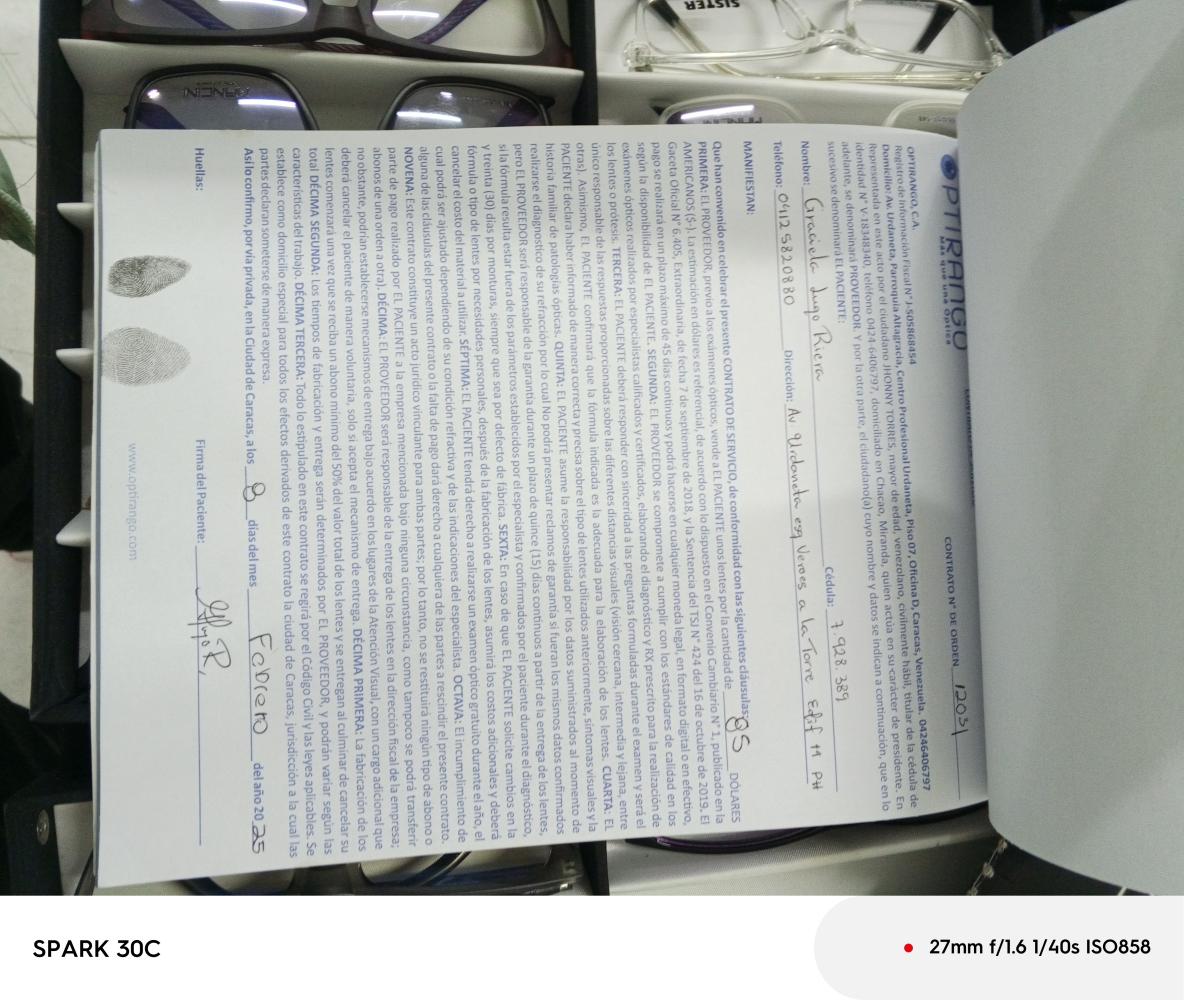 OPTIRANGO
Más que una Óptica
CONTRATO N° DE ORDEN 12031
OPTIRANGO, C.A.
Registro de Información Fiscal N° J-505868454
Domicilio: Av. Urdaneta, Parroquia Altagracia, Centro Profesional Urdaneta, Piso 07, Oficina D, Caracas, Venezuela. 04246406797
Representada en este acto por el ciudadano JHONNY TORRES, mayor de edad, venezolano, civilmente hábil, titular de la cédula de
identidad N° V-18348340, teléfono 0424-6406797, domiciliado en Chacao, Miranda, quien actúa en su carácter de presidente. En
adelante, se denominará PROVEEDOR. Y por la otra parte, el ciudadano(a) cuyo nombre y datos se indican a continuación, que en lo
sucesivo se denominará EL PACIENTE:
Nombre: Graciela Lugo Riera Cédula: 7.928.389
Teléfono: 0412 5820880 Dirección: Av Urdaneta esq Veroes a la Torre Edif 11 PH
MANIFIESTAN:
Que han convenido en celebrar el presente CONTRATO DE SERVICIO, de conformidad con las siguientes cláusulas:
PRIMERA: EL PROVEEDOR, previo a los exámenes ópticos, vende a EL PACIENTE unos lentes por la cantidad de 95 DÓLARES
AMERICANOS ($-). La estimación en dólares es referencial, de acuerdo con lo dispuesto en el Convenio Cambiario N° 1, publicado en la
Gaceta Oficial N° 6.405, Extraordinaria, de fecha 7 de septiembre de 2018, y la Sentencia del TSJ N° 424 del 16 de octubre de 2019. El
pago se realizará en un plazo máximo de 45 días continuos y podrá hacerse en cualquier moneda legal, en formato digital o en efectivo,
según la disponibilidad de EL PACIENTE. SEGUNDA: EL PROVEEDOR se compromete a cumplir con los estándares de calidad en los
exámenes ópticos realizados por especialistas calificados y certificados, elaborando el diagnóstico y RX prescrito para la realización de
los lentes o prótesis. TERCERA: EL PACIENTE deberá responder con sinceridad a las preguntas formuladas durante el examen y será el
único responsable de las respuestas proporcionadas sobre las diferentes distancias visuales (visión cercana, intermedia y lejana, entre
otras). Asimismo, EL PACIENTE confirmará que la fórmula indicada es la adecuada para la elaboración de los lentes. CUARTA: EL
PACIENTE declara haber informado de manera correcta y precisa sobre el tipo de lentes utilizados anteriormente, síntomas visuales y la
historia familiar de patologías ópticas. QUINTA: EL PACIENTE asume la responsabilidad por los datos suministrados al momento de
realizarse el diagnostico de su refracción por lo cual No podrá presentar reclamos de garantía si fueran los mismos datos confirmados
pero EL PROVEEDOR será responsable de la garantía durante un plazo de quince (15) días continuos a partir de la entrega de los lentes,
si la fórmula resulta estar fuera de los parámetros establecidos por el especialista y confirmados por el paciente durante el diagnóstico,
y treinta (30) días por monturas, siempre que sea por defecto de fábrica. SEXTA: En caso de que EL PACIENTE solicite cambios en la
fórmula o tipo de lentes por necesidades personales, después de la fabricación de los lentes, asumirá los costos adicionales y deberá
cancelar el costo del material a utilizar. SÉPTIMA: EL PACIENTE tendrá derecho a realizarse un examen óptico gratuito durante el año, el
cual podrá ser ajustado dependiendo de su condición refractiva y de las indicaciones del especialista. OCTAVA: El incumplimiento de
alguna de las cláusulas del presente contrato o la falta de pago dará derecho a cualquiera de las partes a rescindir el presente contrato.
NOVENA: Este contrato constituye un acto jurídico vinculante para ambas partes; por lo tanto, no se restituirá ningún tipo de abono o
parte de pago realizado por EL PACIENTE a la empresa mencionada bajo ninguna circunstancia, como tampoco se podrá transferir
abonos de una orden a otra). DÉCIMA: EL PROVEEDOR será responsable de la entrega de los lentes en la dirección fiscal de la empresa;
no obstante, podrían establecerse mecanismos de entrega bajo acuerdo en los lugares de la Atención Visual, con un cargo adicional que
deberá cancelar el paciente de manera voluntaria, solo si acepta el mecanismo de entrega. DÉCIMA PRIMERA: La fabricación de los
lentes comenzará una vez que se reciba un abono mínimo del 50% del valor total de los lentes y se entregan al culminar de cancelar su
total DÉCIMA SEGUNDA: Los tiempos de fabricación y entrega serán determinados por EL PROVEEDOR, y podrán variar según las
características del trabajo. DÉCIMA TERCERA: Todo lo estipulado en este contrato se regirá por el Código Civil y las leyes aplicables. Se
establece como domicilio especial para todos los efectos derivados de este contrato la ciudad de Caracas, jurisdicción a la cual las
partes declaran someterse de manera expresa.
Así lo confirmo, por vía privada, en la Ciudad de Caracas, a los 8 días del mes Febrero del año 2025
Huellas: Firma del Paciente:
www.optirango.com
SISTER
SPARK 30C
27mm f/1.6 1/40s ISO858